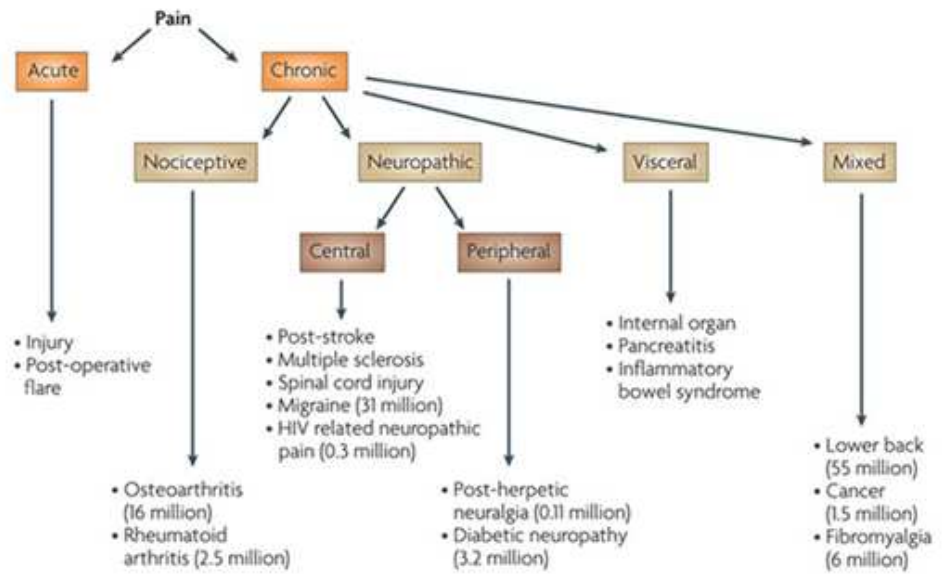 Pain
Acute
Chronic
Nociceptive
Neuropathic
Visceral
Mixed
Central
Peripheral
• Injury
• Post-operative
flare
• Post-stroke
• Multiple sclerosis
• Spinal cord injury
• Migraine (31 million)
• HIV related neuropathic
pain (0.3 million)
• Internal organ
• Pancreatitis
• Inflammatory
bowel syndrome
• Osteoarthritis
(16 million)
• Rheumatoid
arthritis (2.5 million)
• Post-herpetic
neuralgia (0.11 million)
• Diabetic neuropathy
(3.2 million)
• Lower back
(55 million)
• Cancer
(1.5 million)
• Fibromyalgia
(6 million)